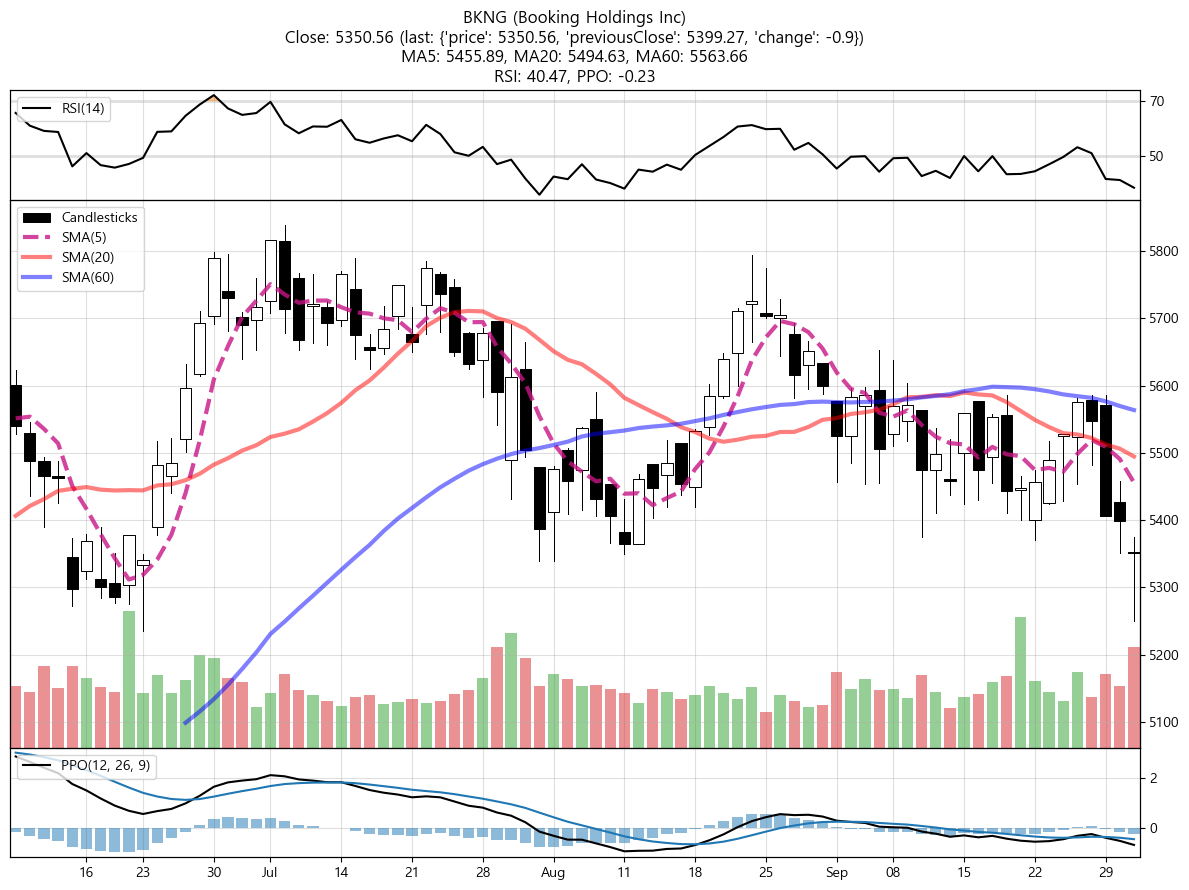 BKNG (Booking Holdings Inc)
Close: 5350.56 (last: {'price': 5350.56, 'previousClose': 5399.27, 'change': -0.9})
MA5: 5455.89, MA20: 5494.63, MA60: 5563.66
RSI: 40.47, PPO: -0.23
RSI(14)
70
50
Candlesticks
SMA(5)
SMA(20)
SMA(60)
5800
5700
5600
5500
5400
5300
5200
5100
PPO(12, 26, 9)
2
0
16 23 30 Jul 14 21 28 Aug 11 18 25 Sep 08 15 22 29